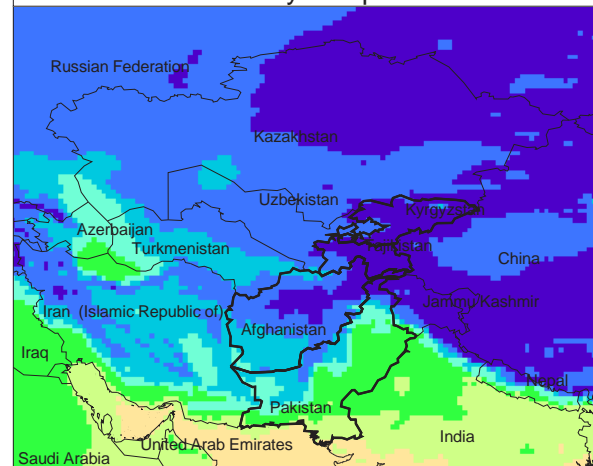 Russian Federation
Kazakhstan
Uzbekistan
Kyrgyzstan
Azerbaijan
Turkmenistan
Tajikistan
China
Jammu Kashmir
Iran (Islamic Republic of)
Afghanistan
Iraq
Nepal
Pakistan
India
United Arab Emirates
Saudi Arabia